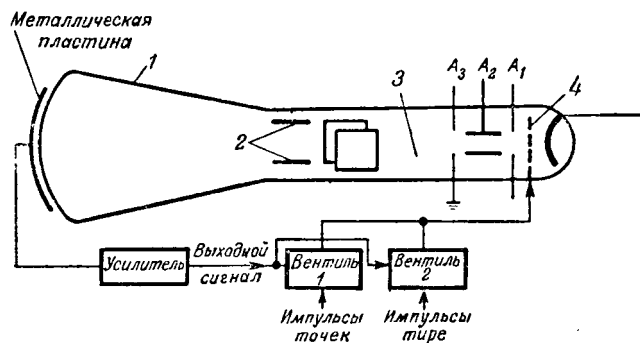 Металлическая
пластина
1
2
3
A3 A2 A1
4
Усилитель
Выходной
сигнал
Вентиль
1
Вентиль
2
Импульсы
точек
Импульсы
тире